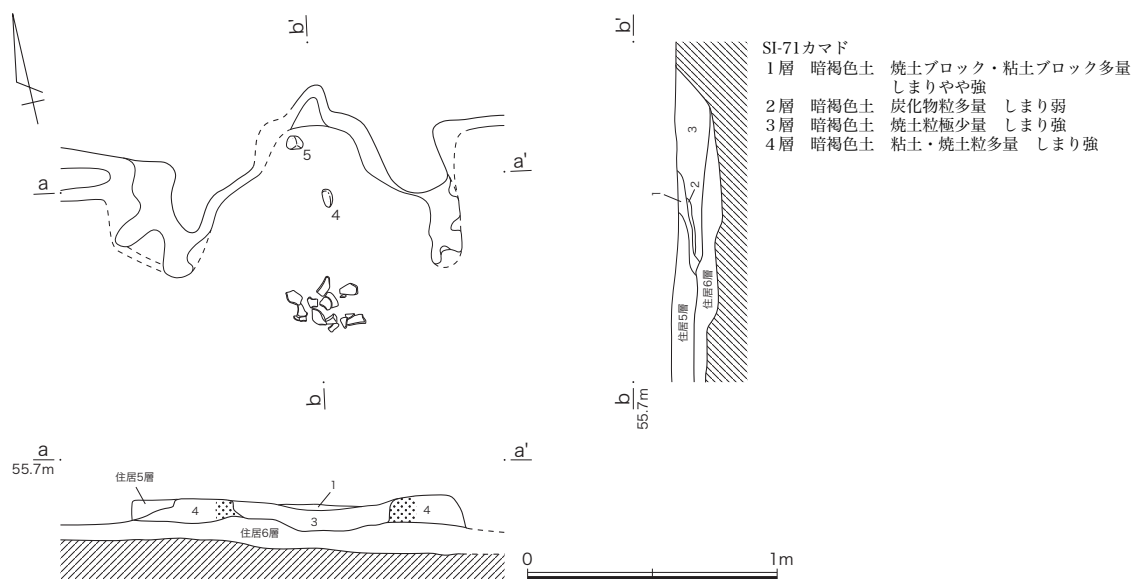 b'
5
4
a
a'
b
b'
3
2
1
住居6層
住居5層
b
55.7m
SI-71カマド
1層 暗褐色土 焼土ブロック・粘土ブロック多量
しまりやや強
2層 暗褐色土 炭化物粒多量 しまり弱
3層 暗褐色土 焼土粒極少量 しまり強
4層 暗褐色土 粘土・焼土粒多量 しまり強
a
55.7m
a'
住居5層
1
4
3
4
住居6層
0
1m